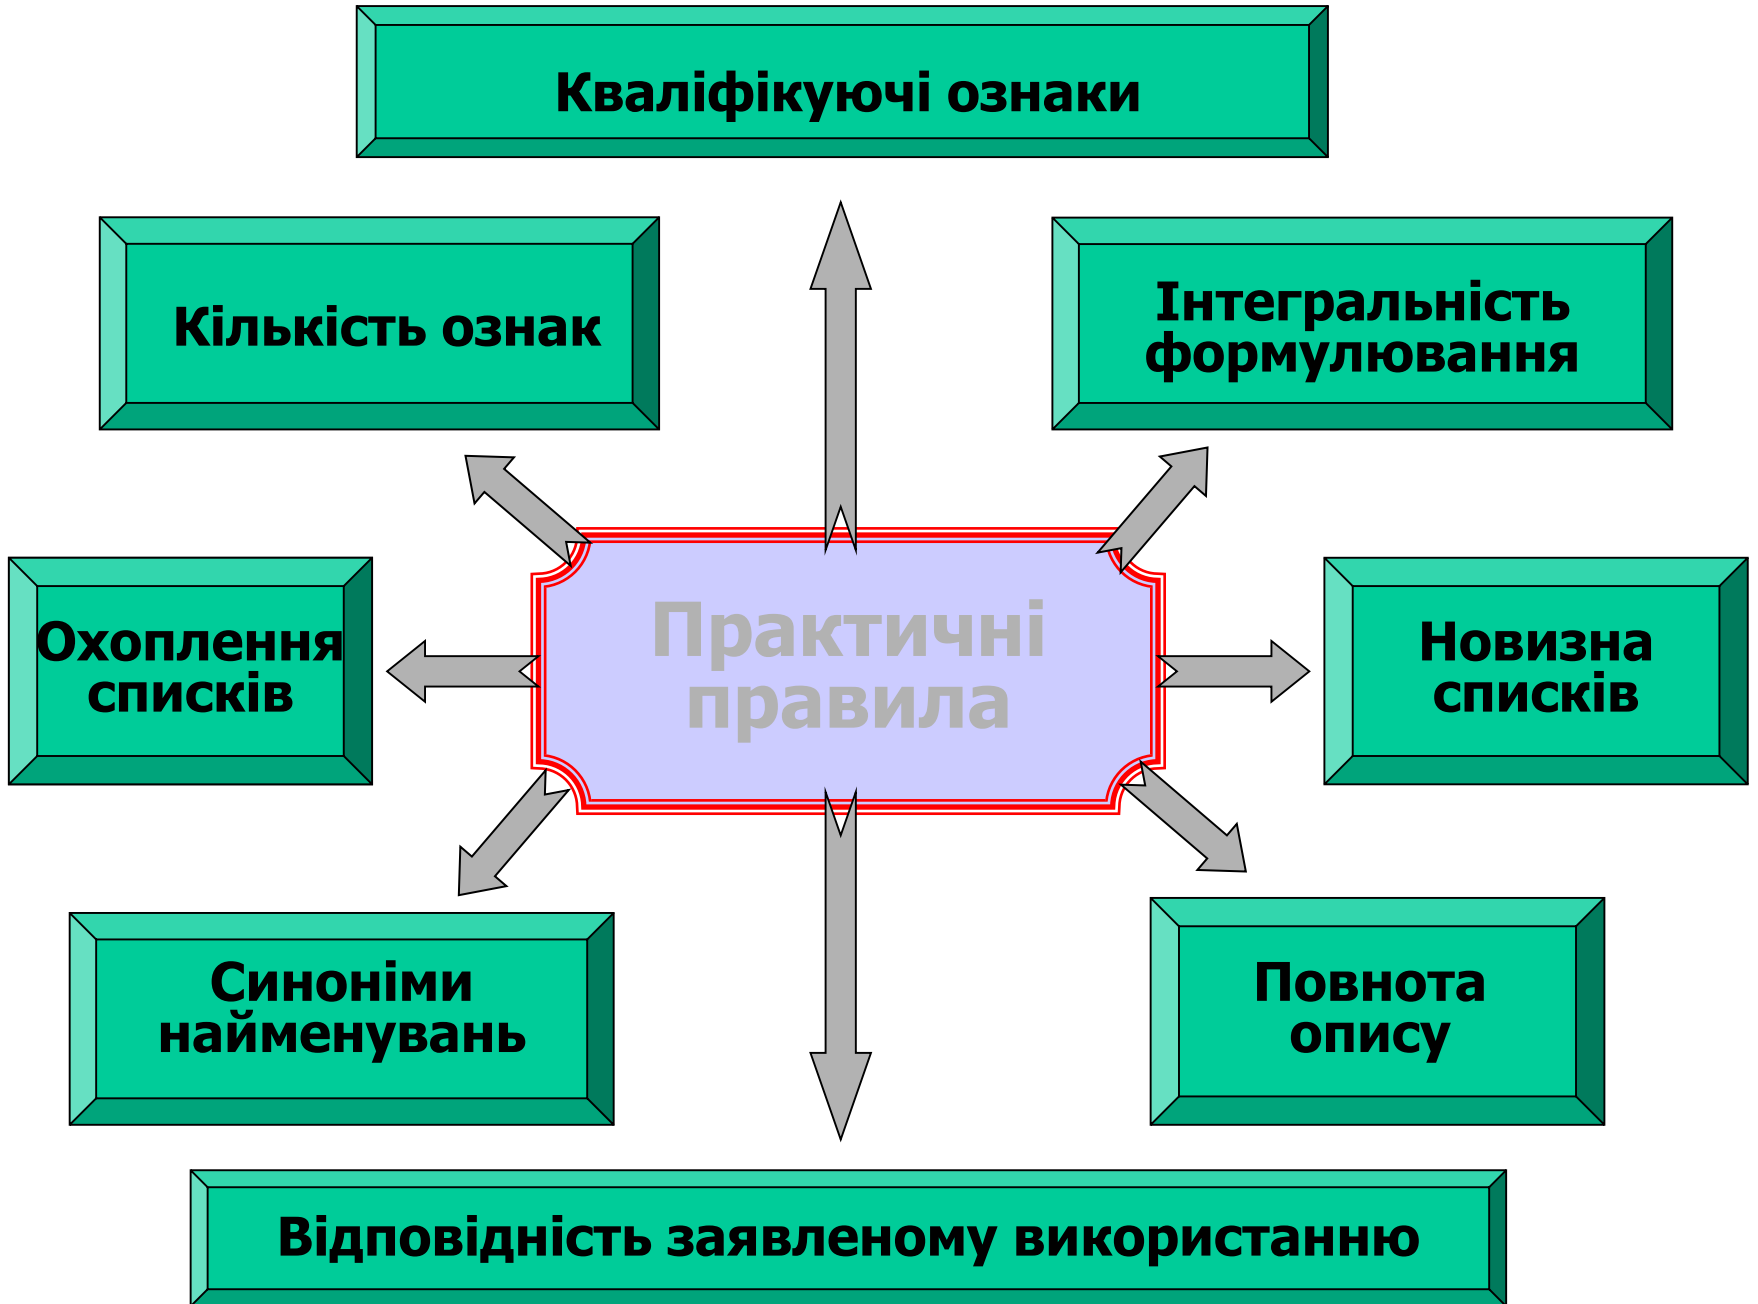 Кваліфікуючі ознаки
Кількість ознак
Інтегральність
формулювання
Охоплення
списків
Практичні
правила
Новизна
списків
Синоніми
найменувань
Повнота
опису
Відповідність заявленому використанню